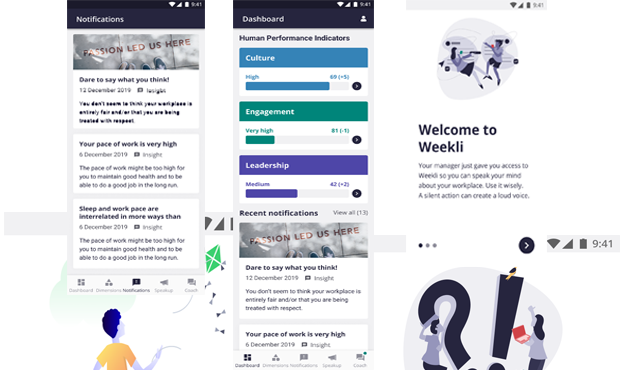 9:41
Notifications
PASSION LED US HERE
Dare to say what you think!
12 December 2019 Insight
You don't seem to think your workplace is
entirely fair and/or that you are being
treated with respect.
Your pace of work is very high
6 December 2019 Insight
The pace of work might be too high for
you to maintain good health and to be
able to do a good job in the long run.
Sleep and work pace are
interrelated in more ways than
6 December 2019 Insight
The pace of work might be too high for
you to maintain good health and to be
Dashboard Dimensions Notifications Speakup Coach
9:41
Dashboard
Human Performance Indicators
Culture
High 69 (+5)
Engagement
Very high 81 (-1)
Leadership
Medium 42 (+2)
Recent notifications View all (13)
PASSION LED US HERE
Dare to say what you think!
12 December 2019 Insight
You don't seem to think your workplace is
entirely fair and/or that you are being
treated with respect.
Your pace of work is very high
6 December 2019 Insight
Dashboard Dimensions Notifications Speakup Coach
9:41
Welcome to
Weekli
Your manager just gave you access to
Weekli so you can speak your mind
about your workplace. Use it wisely.
A silent action can create a loud voice.
9:41
?!